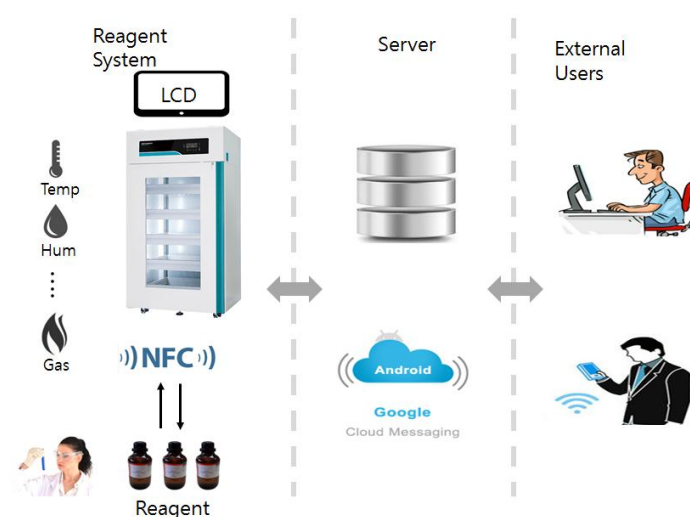 Reagent
System
LCD
Temp
Hum
Gas
NFC
Reagent
Server
Android
Google
Cloud Messaging
External
Users